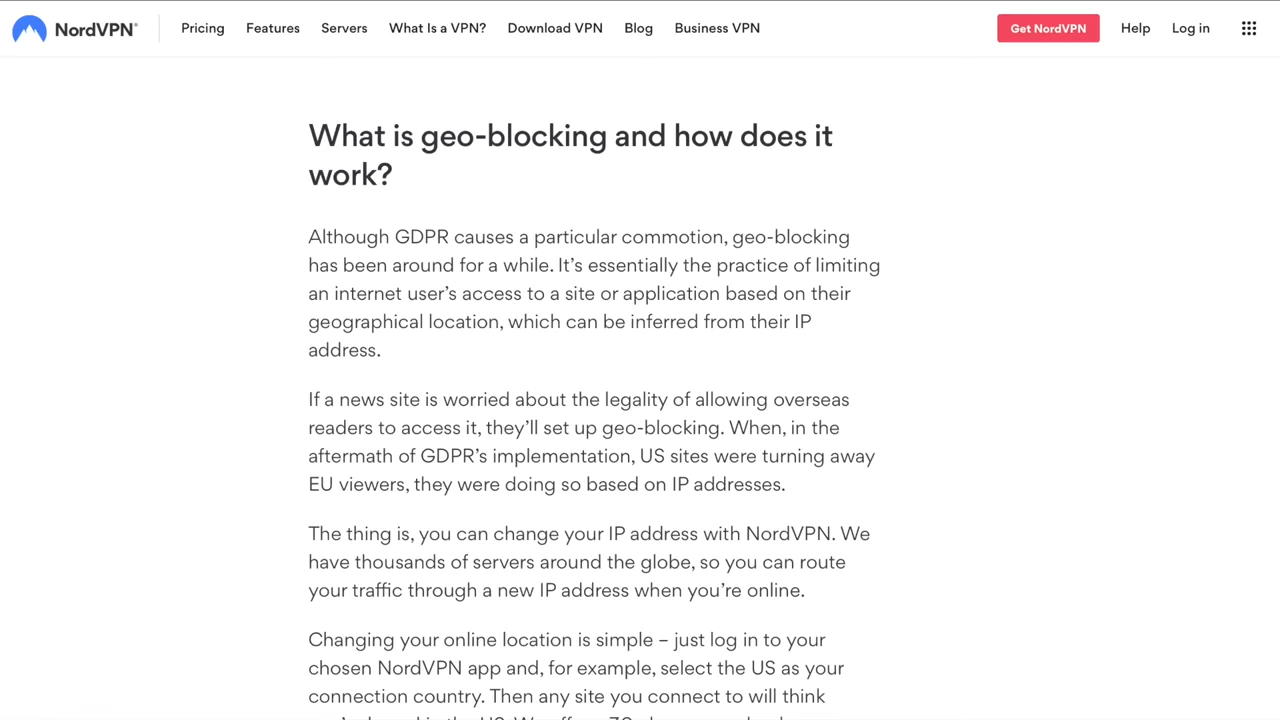 NordVPN®
Pricing
Features
Servers
What Is a VPN?
Download VPN
Blog
Business VPN
Get NordVPN
Help
Log in
What is geo-blocking and how does it
work?
Although GDPR causes a particular commotion, geo-blocking
has been around for a while. It’s essentially the practice of limiting
an internet user’s access to a site or application based on their
geographical location, which can be inferred from their IP
address.
If a news site is worried about the legality of allowing overseas
readers to access it, they’ll set up geo-blocking. When, in the
aftermath of GDPR’s implementation, US sites were turning away
EU viewers, they were doing so based on IP addresses.
The thing is, you can change your IP address with NordVPN. We
have thousands of servers around the globe, so you can route
your traffic through a new IP address when you’re online.
Changing your online location is simple – just log in to your
chosen NordVPN app and, for example, select the US as your
connection country. Then any site you connect to will think